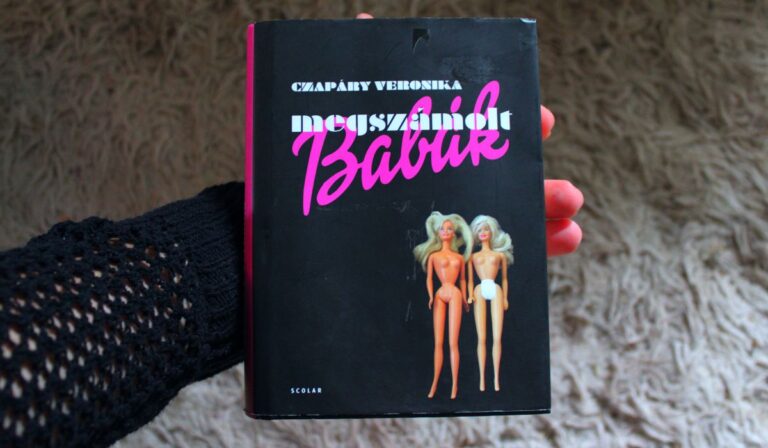 CZAPÁRY VERONIKA
megszámolt
Babák
SCOLAR